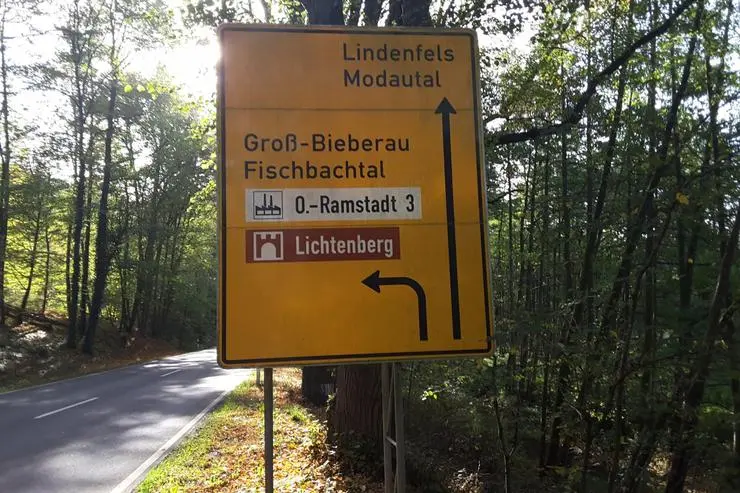 Lindenfels
Modautal
Groß-Bieberau
Fischbachtal
O.-Ramstadt 3
Lichtenberg